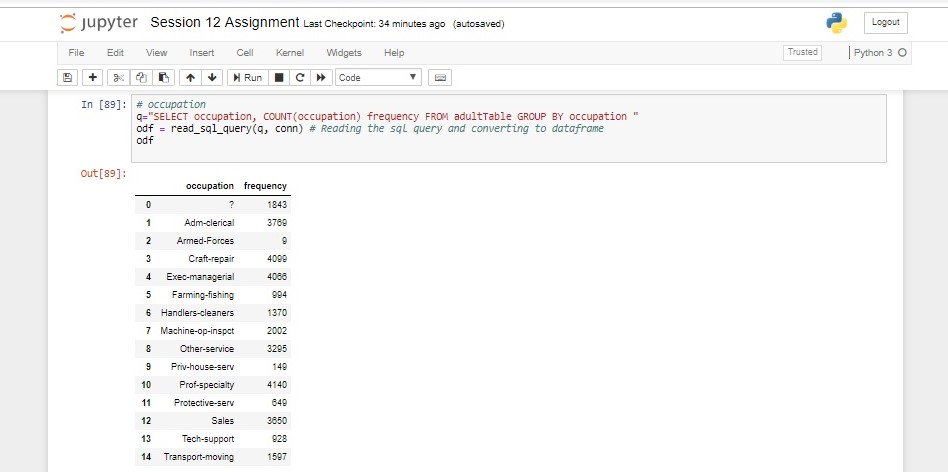 jupyter Session 12 Assignment Last Checkpoint: 34 minutes ago (autosaved)
Logout
File Edit View Insert Cell Kernel Widgets Help
Trusted Python 3
Run Code
In [89]: # occupation
q="SELECT occupation, COUNT(occupation) frequency FROM adultTable GROUP BY occupation "
odf = read_sql_query(q, conn) # Reading the sql query and converting to dataframe
odf
Out[89]:
occupation frequency
0 ? 1843
1 Adm-clerical 3769
2 Armed-Forces 9
3 Craft-repair 4099
4 Exec-managerial 4066
5 Farming-fishing 994
6 Handlers-cleaners 1370
7 Machine-op-inspct 2002
8 Other-service 3295
9 Priv-house-serv 149
10 Prof-specialty 4140
11 Protective-serv 649
12 Sales 3650
13 Tech-support 928
14 Transport-moving 1597